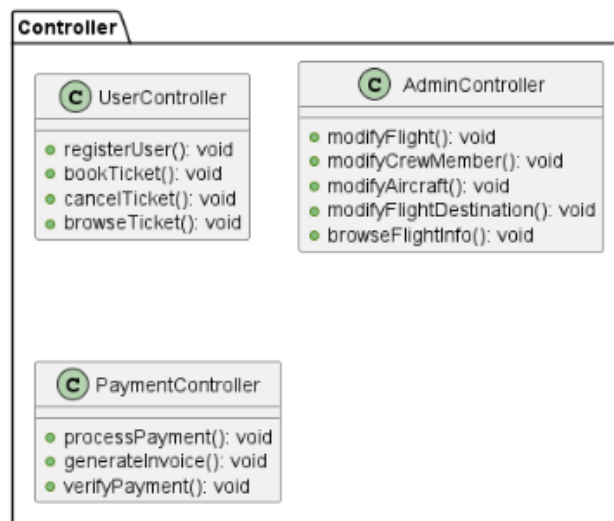 Controller
C UserController
registerUser(): void
bookTicket(): void
cancelTicket(): void
browseTicket(): void
C AdminController
modifyFlight(): void
modifyCrewMember(): void
modifyAircraft(): void
modifyFlightDestination(): void
browseFlightInfo(): void
C PaymentController
processPayment(): void
generateInvoice(): void
verifyPayment(): void